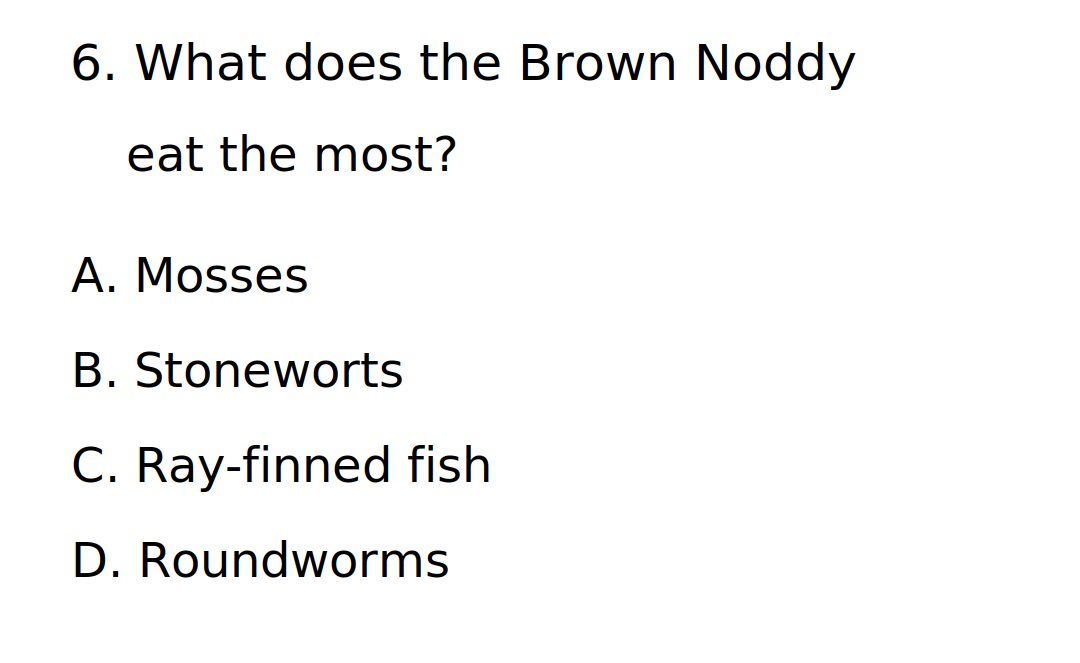 6. What does the Brown Noddy
eat the most?
A. Mosses
B. Stoneworts
C. Ray-finned fish
D. Roundworms